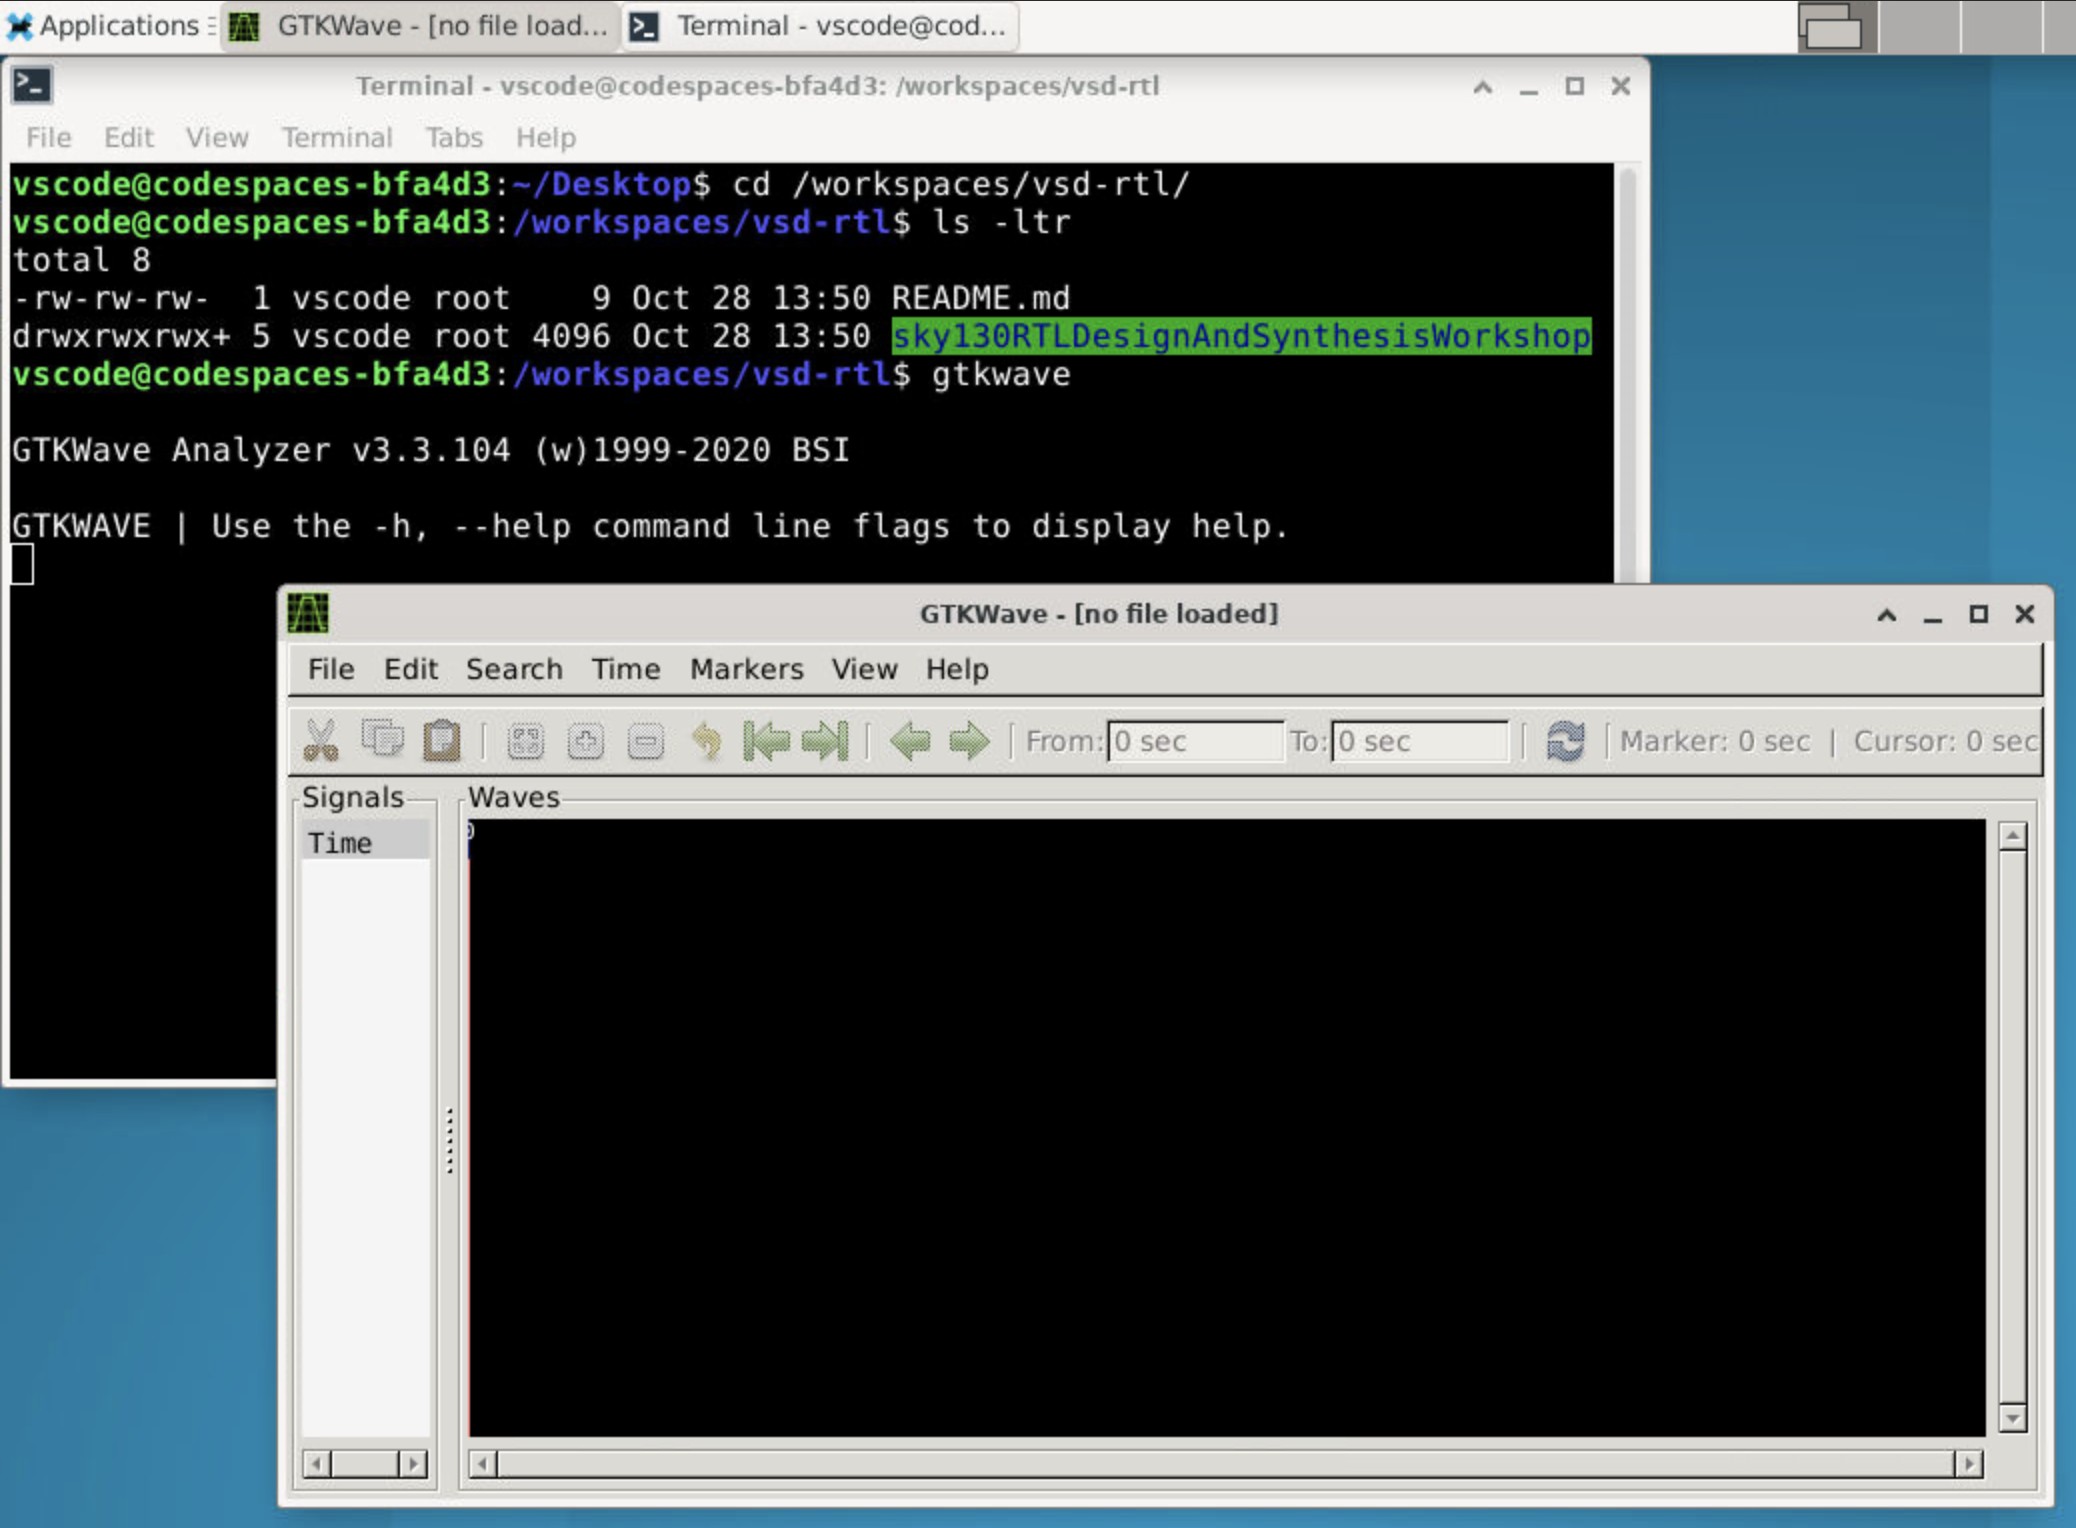 Applications
GTKWave - [no file load...
Terminal - vscode@cod...
Terminal - vscode@codespaces-bfa4d3: /workspaces/vsd-rtl
File Edit View Terminal Tabs Help
vscode@codespaces-bfa4d3:~/Desktop$ cd /workspaces/vsd-rtl/
vscode@codespaces-bfa4d3:/workspaces/vsd-rtl$ ls -ltr
total 8
-rw-rw-rw-  1 vscode root    9 Oct 28 13:50 README.md
drwxrwxrwx+ 5 vscode root 4096 Oct 28 13:50 sky130RTLDesignAndSynthesisWorkshop
vscode@codespaces-bfa4d3:/workspaces/vsd-rtl$ gtkwave
GTKWave Analyzer v3.3.104 (w)1999-2020 BSI
GTKWAVE | Use the -h, --help command line flags to display help.
GTKWave - [no file loaded]
File Edit Search Time Markers View Help
From: 0 sec To: 0 sec Marker: 0 sec | Cursor: 0 sec
Signals
Waves
Time